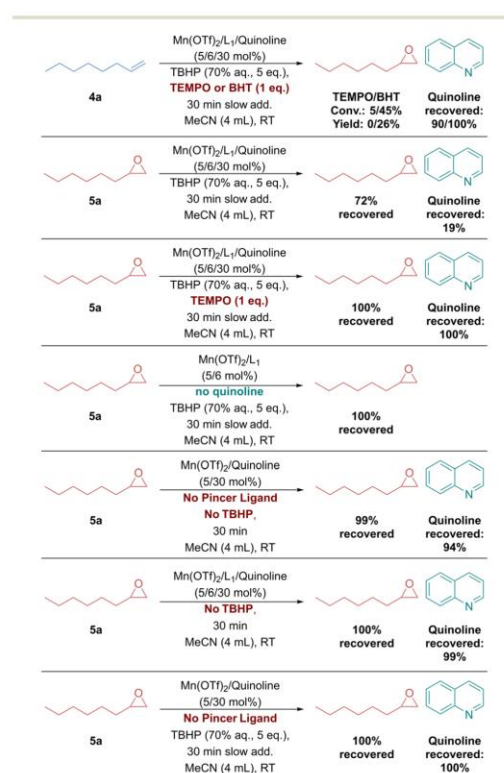 Mn(OTf)2/L1/Quinoline
(5/6/30 mol%)
TBHP (70% aq., 5 eq.),
TEMPO or BHT (1 eq.)
30 min slow add.
MeCN (4 mL), RT
4a
O
N
TEMPO/BHT
Conv.: 5/45%
Yield: 0/26%
Quinoline
recovered:
90/100%
Mn(OTf)2/L1/Quinoline
(5/6/30 mol%)
TBHP (70% aq., 5 eq.),
30 min slow add.
MeCN (4 mL), RT
O
5a
O
N
72%
recovered
Quinoline
recovered:
19%
Mn(OTf)2/L1/Quinoline
(5/6/30 mol%)
TBHP (70% aq., 5 eq.),
TEMPO (1 eq.)
30 min slow add.
MeCN (4 mL), RT
O
5a
O
N
100%
recovered
Quinoline
recovered:
100%
Mn(OTf)2/L1
(5/6 mol%)
no quinoline
TBHP (70% aq., 5 eq.),
30 min slow add.
MeCN (4 mL), RT
O
5a
O
100%
recovered
Mn(OTf)2/Quinoline
(5/30 mol%)
No Pincer Ligand
No TBHP,
30 min
MeCN (4 mL), RT
O
5a
O
N
99%
recovered
Quinoline
recovered:
94%
Mn(OTf)2/L1/Quinoline
(5/6/30 mol%)
No TBHP,
30 min
MeCN (4 mL), RT
O
5a
O
N
100%
recovered
Quinoline
recovered:
99%
Mn(OTf)2/Quinoline
(5/30 mol%)
No Pincer Ligand
TBHP (70% aq., 5 eq.),
30 min slow add.
MeCN (4 mL), RT
O
5a
O
N
100%
recovered
Quinoline
recovered:
100%